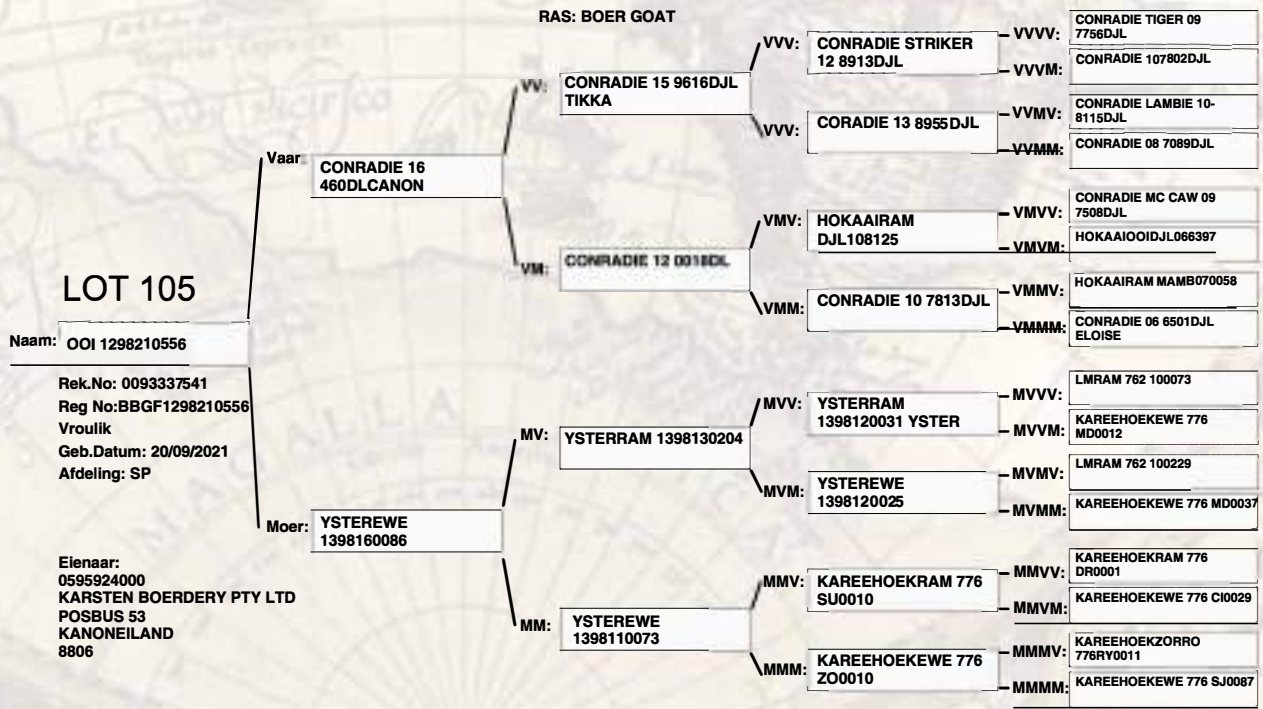 RAS: BOER GOAT
LOT 105
Naam: OOI 1298210556
Rek.No: 0093337541
Reg No:BBGF1298210556
Vroulik
Geb.Datum: 20/09/2021
Afdeling: SP
Eienaar:
0595924000
KARSTEN BOERDERY PTY LTD
POSBUS 53
KANONEILAND
8806
Vaar
CONRADIE 16
460DLCANON
Moer:
YSTEREWE
1398160086
VV:
CONRADIE 15 9616DJL
TIKKA
VM:
CONRADIE 12 0018DL
MV: YSTERRAM 1398130204
MM:
YSTEREWE
1398110073
VVV:
CONRADIE STRIKER
12 8913DJL
VVV: CORADIE 13 8955DJL
VMV:
HOKAAIRAM
DJL108125
VMM: CONRADIE 10 7813DJL
MVV:
YSTERRAM
1398120031 YSTER
MVM:
YSTEREWE
1398120025
MMV:
KAREEHOEKRAM 776
SU0010
MMM:
KAREEHOEKEWE 776
ZO0010
VVVV:
CONRADIE TIGER 09
7756DJL
VVVM: CONRADIE 107802DJL
VVMV:
CONRADIE LAMBIE 10-
8115DJL
VVMM: CONRADIE 08 7089DJL
VMVV:
CONRADIE MC CAW 09
7508DJL
VMVM: HOKAAIOOIDJL066397
VMMV: HOKAAIRAM MAMB070058
VMMM:
CONRADIE 06 6501DJL
ELOISE
MVVV: LMRAM 762 100073
MVVM:
KAREEHOEKEWE 776
MD0012
MVMV: LMRAM 762 100229
MVMM: KAREEHOEKEWE 776 MD0037
MMVV:
KAREEHOEKRAM 776
DR0001
MMVM: KAREEHOEKEWE 776 CI0029
MMMV:
KAREEHOEKZORRO
776RY0011
MMMM: KAREEHOEKEWE 776 SJ0087